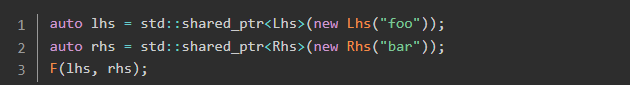 1 auto lhs = std::shared_ptr<Lhs>(new Lhs("foo"));
2 auto rhs = std::shared_ptr<Rhs>(new Rhs("bar"));
3 F(lhs, rhs);